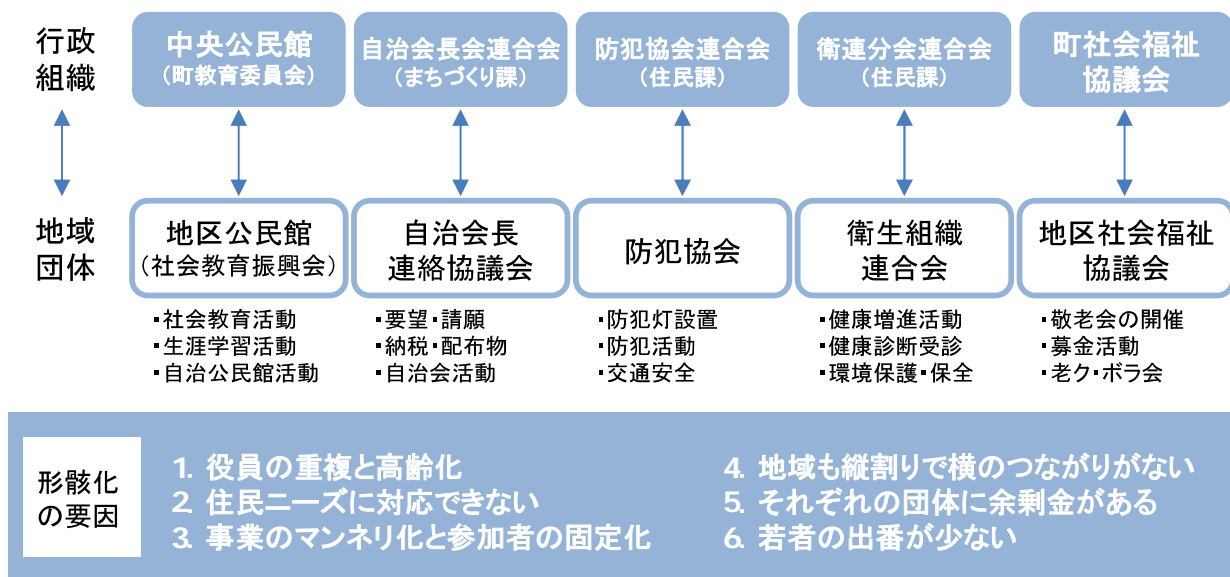 行政
組織
中央公民館
（町教育委員会）
自治会長会連合会
（まちづくり課）
防犯協会連合会
（住民課）
衛連分会連合会
（住民課）
町社会福祉
協議会
地域
団体
地区公民館
（社会教育振興会）
自治会長
連絡協議会
防犯協会
衛生組織
連合会
地区社会福祉
協議会
・社会教育活動
・生涯学習活動
・自治公民館活動
・要望・請願
・納税・配布物
・自治会活動
・防犯灯設置
・防犯活動
・交通安全
・健康増進活動
・健康診断受診
・環境保護・保全
・敬老会の開催
・募金活動
・老ク・ボラ会
形骸化
の要因
1. 役員の重複と高齢化
2. 住民ニーズに対応できない
3. 事業のマンネリ化と参加者の固定化
4. 地域も縦割りで横のつながりがない
5. それぞれの団体に余剰金がある
6. 若者の出番が少ない